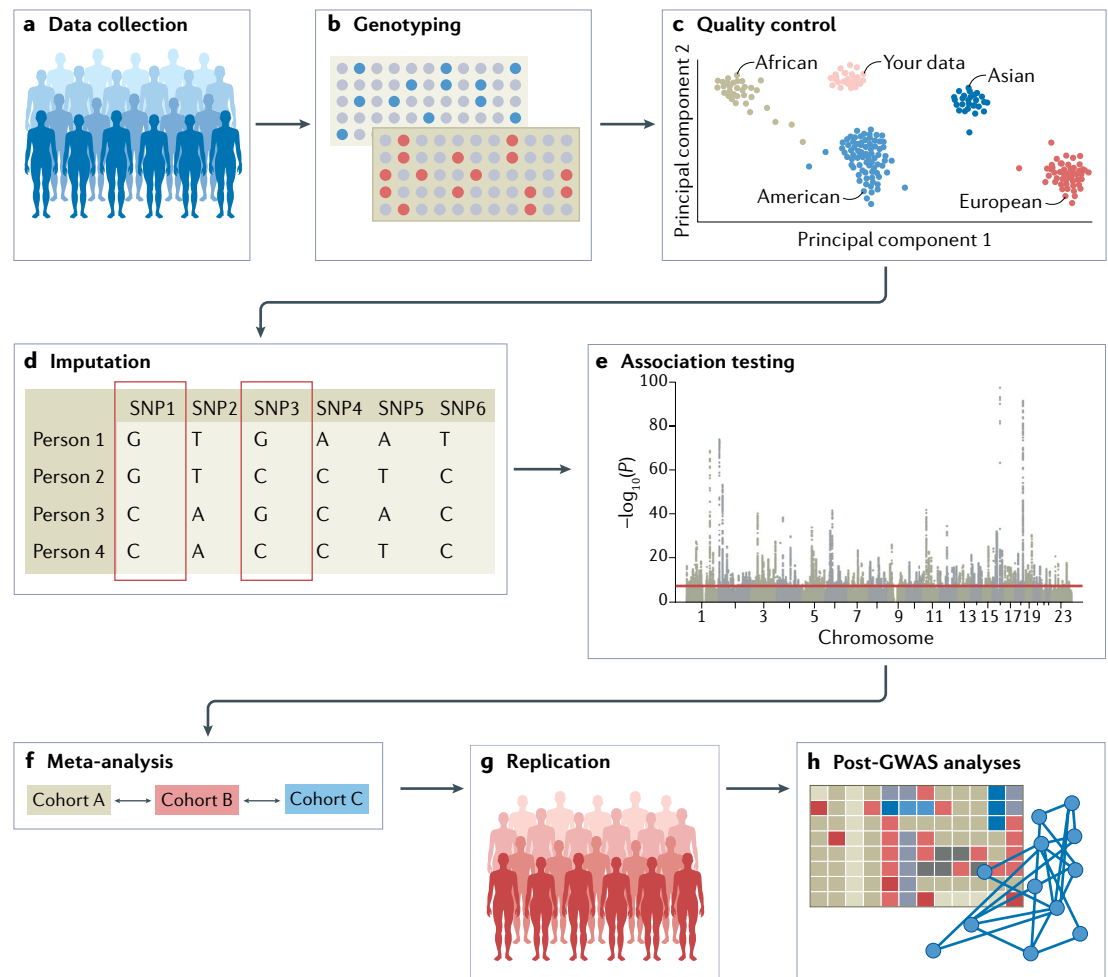 a Data collection
b Genotyping
c Quality control
Principal component 2
African
Your data
Asian
American
European
Principal component 1
d Imputation
SNP1 SNP2 SNP3 SNP4 SNP5 SNP6
Person 1 G T G A A T
Person 2 G T C C T C
Person 3 C A G C A C
Person 4 C A C C T C
e Association testing
–log10(P)
100
80
60
40
20
0
1 3 5 7 9 11 13 15 17 19 23
Chromosome
f Meta-analysis
Cohort A Cohort B Cohort C
g Replication
h Post-GWAS analyses